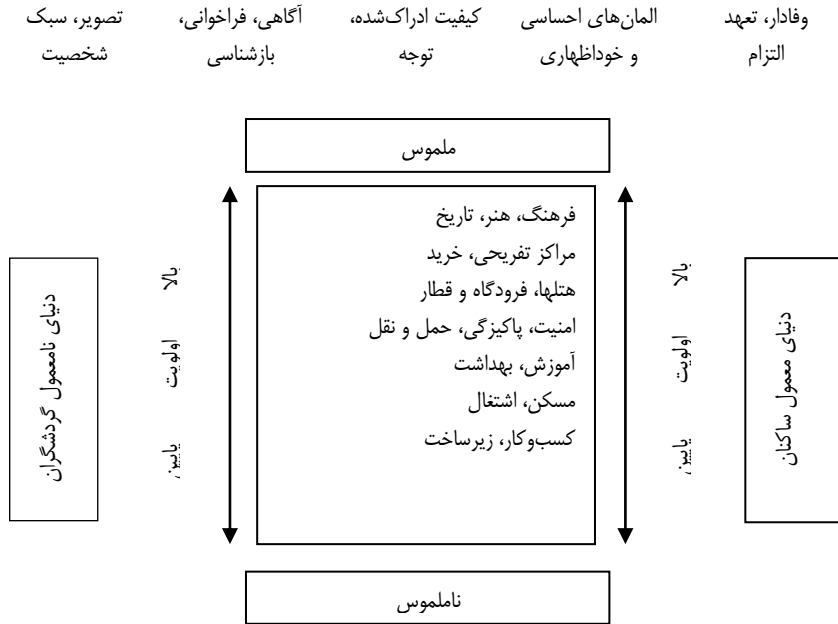 وفادار، تعهد
التزام
المان‌های احساسی
و خوداظهاری
کیفیت ادراک‌شده،
توجه
آگاهی، فراخوانی،
بازشناسی
تصویر، سبک
شخصیت
ملموس
دنیای معمول ساکنان
بالا
اولویت
پایین
فرهنگ، هنر، تاریخ
مراکز تفریحی، خرید
هتلها، فرودگاه و قطار
امنیت، پاکیزگی، حمل و نقل
آموزش، بهداشت
مسکن، اشتغال
کسب‌وکار، زیرساخت
بالا
اولویت
پایین
دنیای نامعمول گردشگران
ناملموس